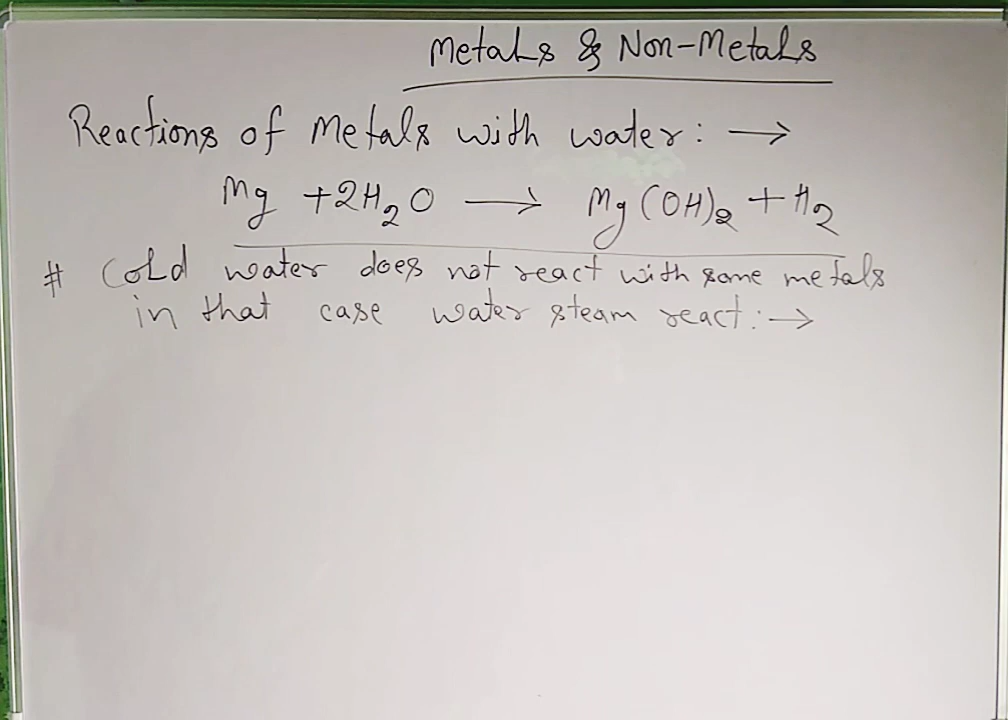 Metals & Non-Metals
Reactions of Metals with water: →
Mg + 2H₂O → Mg(OH)₂ + H₂
# Cold water does not react with some metals
in that case water steam react :→